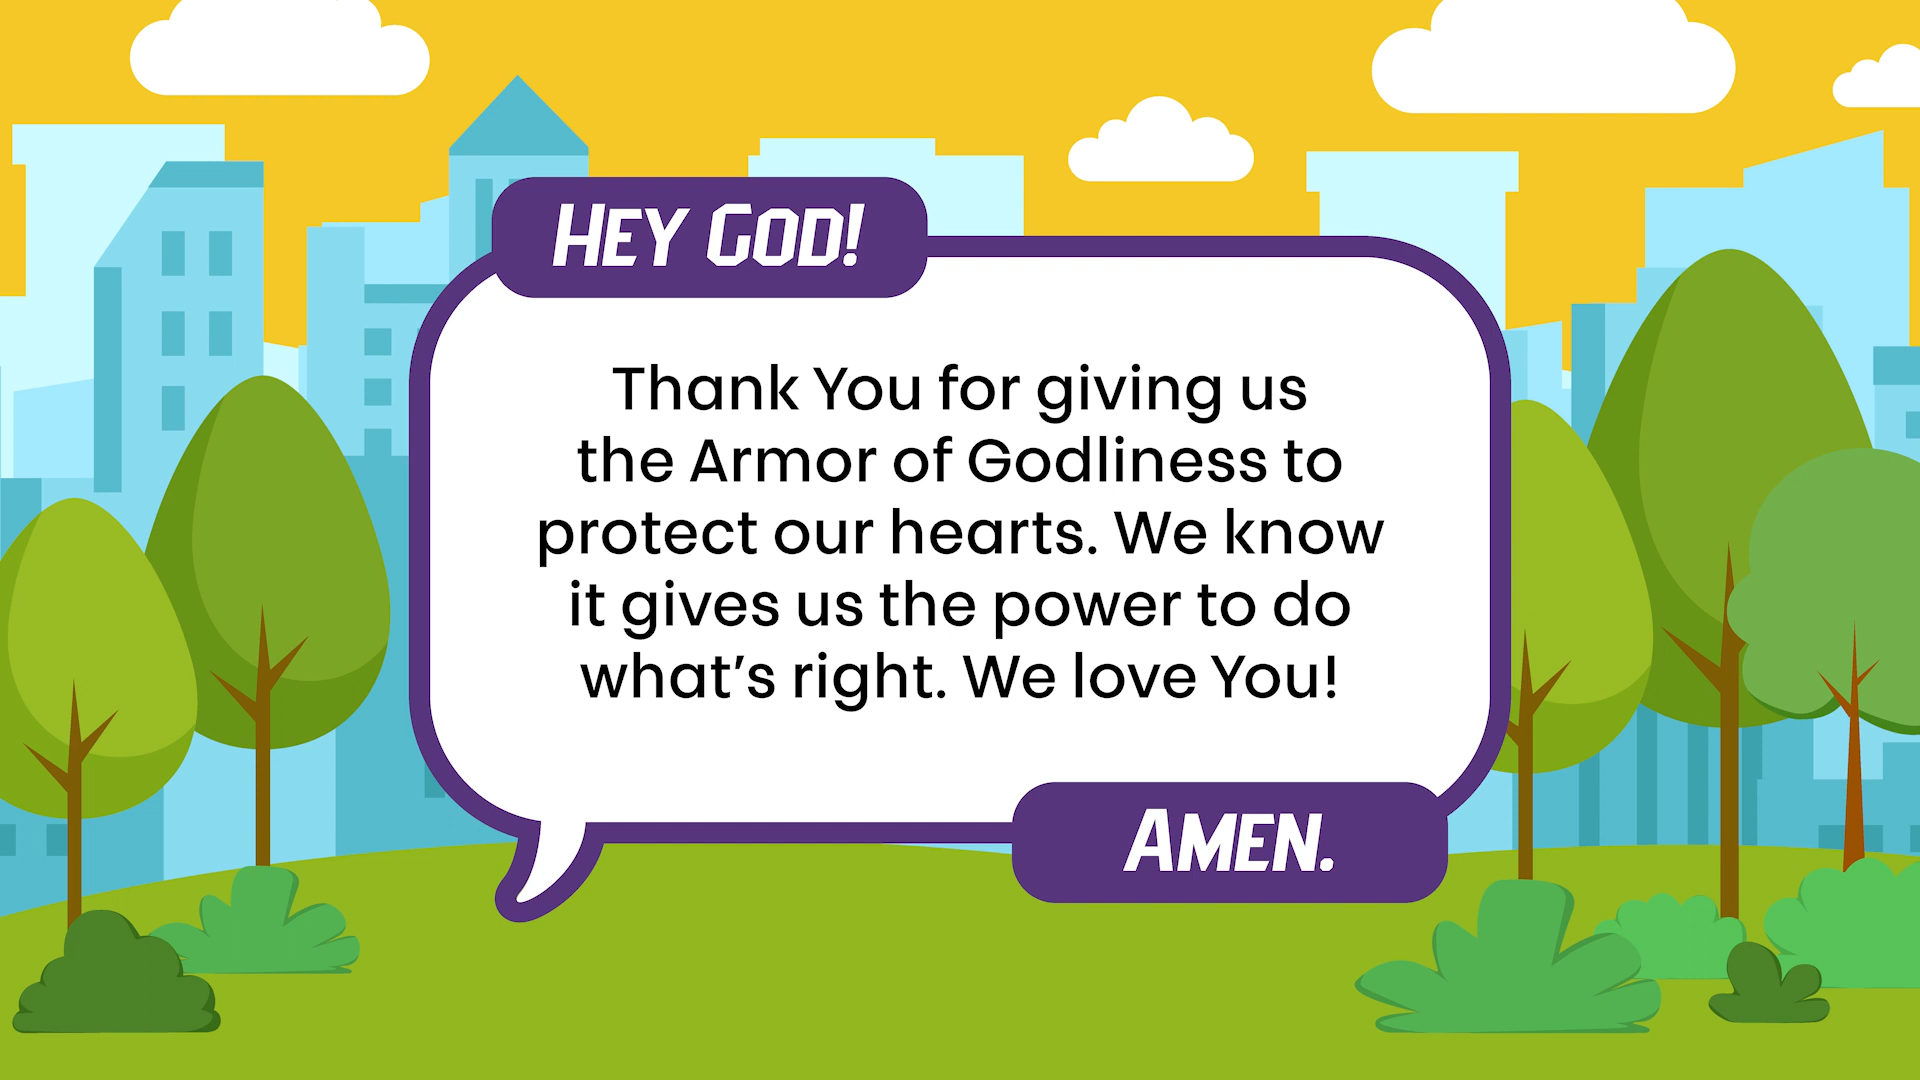 HEY GOD!
Thank You for giving us
the Armor of Godliness to
protect our hearts. We know
it gives us the power to do
what's right. We love You!
AMEN.